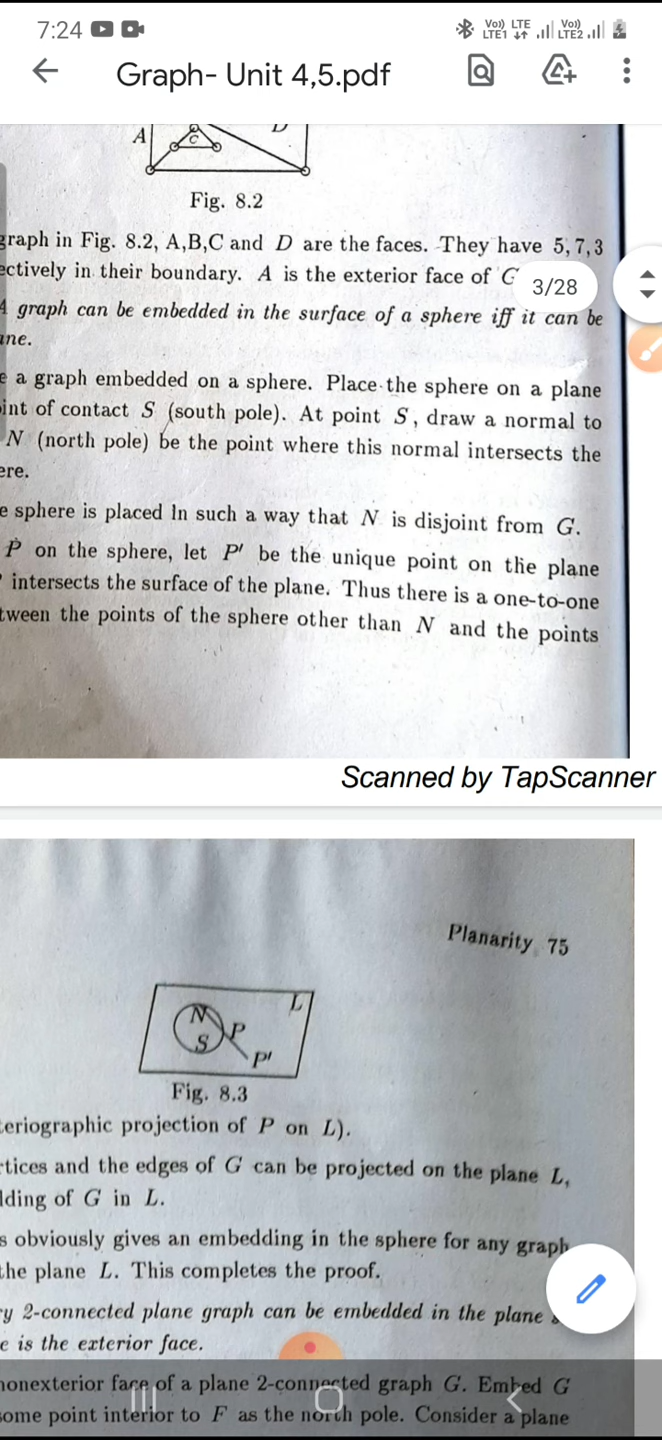 7:24
Vo)) LTE Vo))
LTE1 LTE2
Graph- Unit 4,5.pdf
A
C
D
Fig. 8.2
graph in Fig. 8.2, A,B,C and D are the faces. They have 5,7,3
ectively in their boundary. A is the exterior face of G
3/28
A graph can be embedded in the surface of a sphere iff it can be
ane.
e a graph embedded on a sphere. Place the sphere on a plane
int of contact S (south pole). At point S, draw a normal to
N (north pole) be the point where this normal intersects the
ere.
e sphere is placed in such a way that N is disjoint from G.
P on the sphere, let P' be the unique point on the plane
intersects the surface of the plane. Thus there is a one-to-one
tween the points of the sphere other than N and the points
Scanned by TapScanner
Planarity 75
L
N
P
S
P'
Fig. 8.3
teriographic projection of P on L).
rtices and the edges of G can be projected on the plane L,
lding of G in L.
s obviously gives an embedding in the sphere for any graph
the plane L. This completes the proof.
ry 2-connected plane graph can be embedded in the plane
e is the exterior face.
nonexterior face of a plane 2-connected graph G. Embed G
some point interior to F as the north pole. Consider a plane